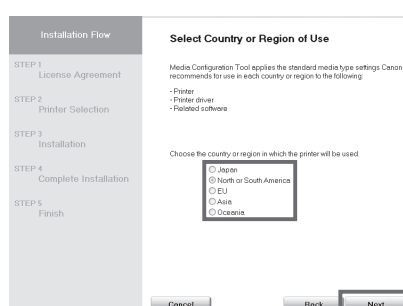 Installation Flow
STEP 1
License Agreement
STEP 2
Printer Selection
STEP 3
Installation
STEP 4
Complete Installation
STEP 5
Finish
Select Country or Region of Use
Media Configuration Tool applies the standard media type settings Canon
recommends for use in each country or region to the following:
- Printer
- Printer driver
- Related software
Choose the country or region in which the printer will be used.
Japan
North or South America
EU
Asia
Oceania
Cancel
Back
Next